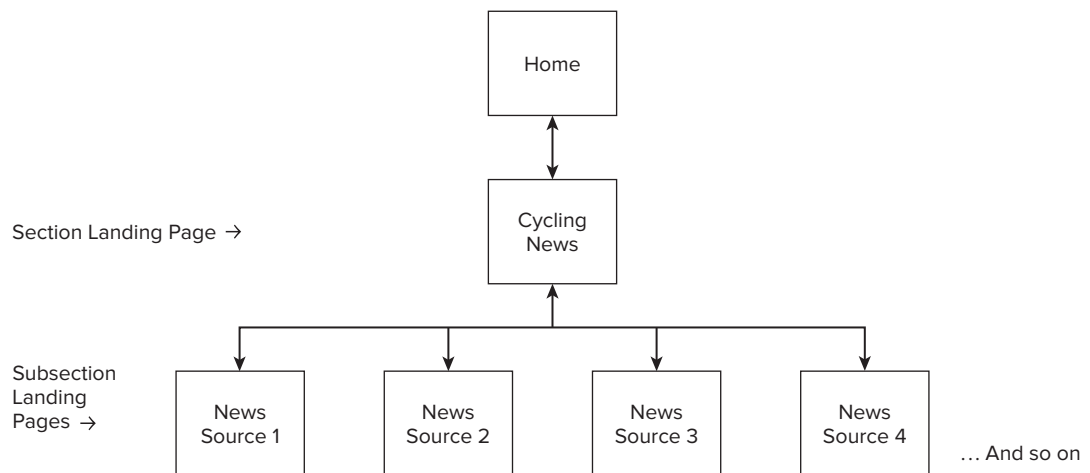 Home
Section Landing Page →
Cycling
News
Subsection
Landing
Pages →
News
Source 1
News
Source 2
News
Source 3
News
Source 4
… And so on